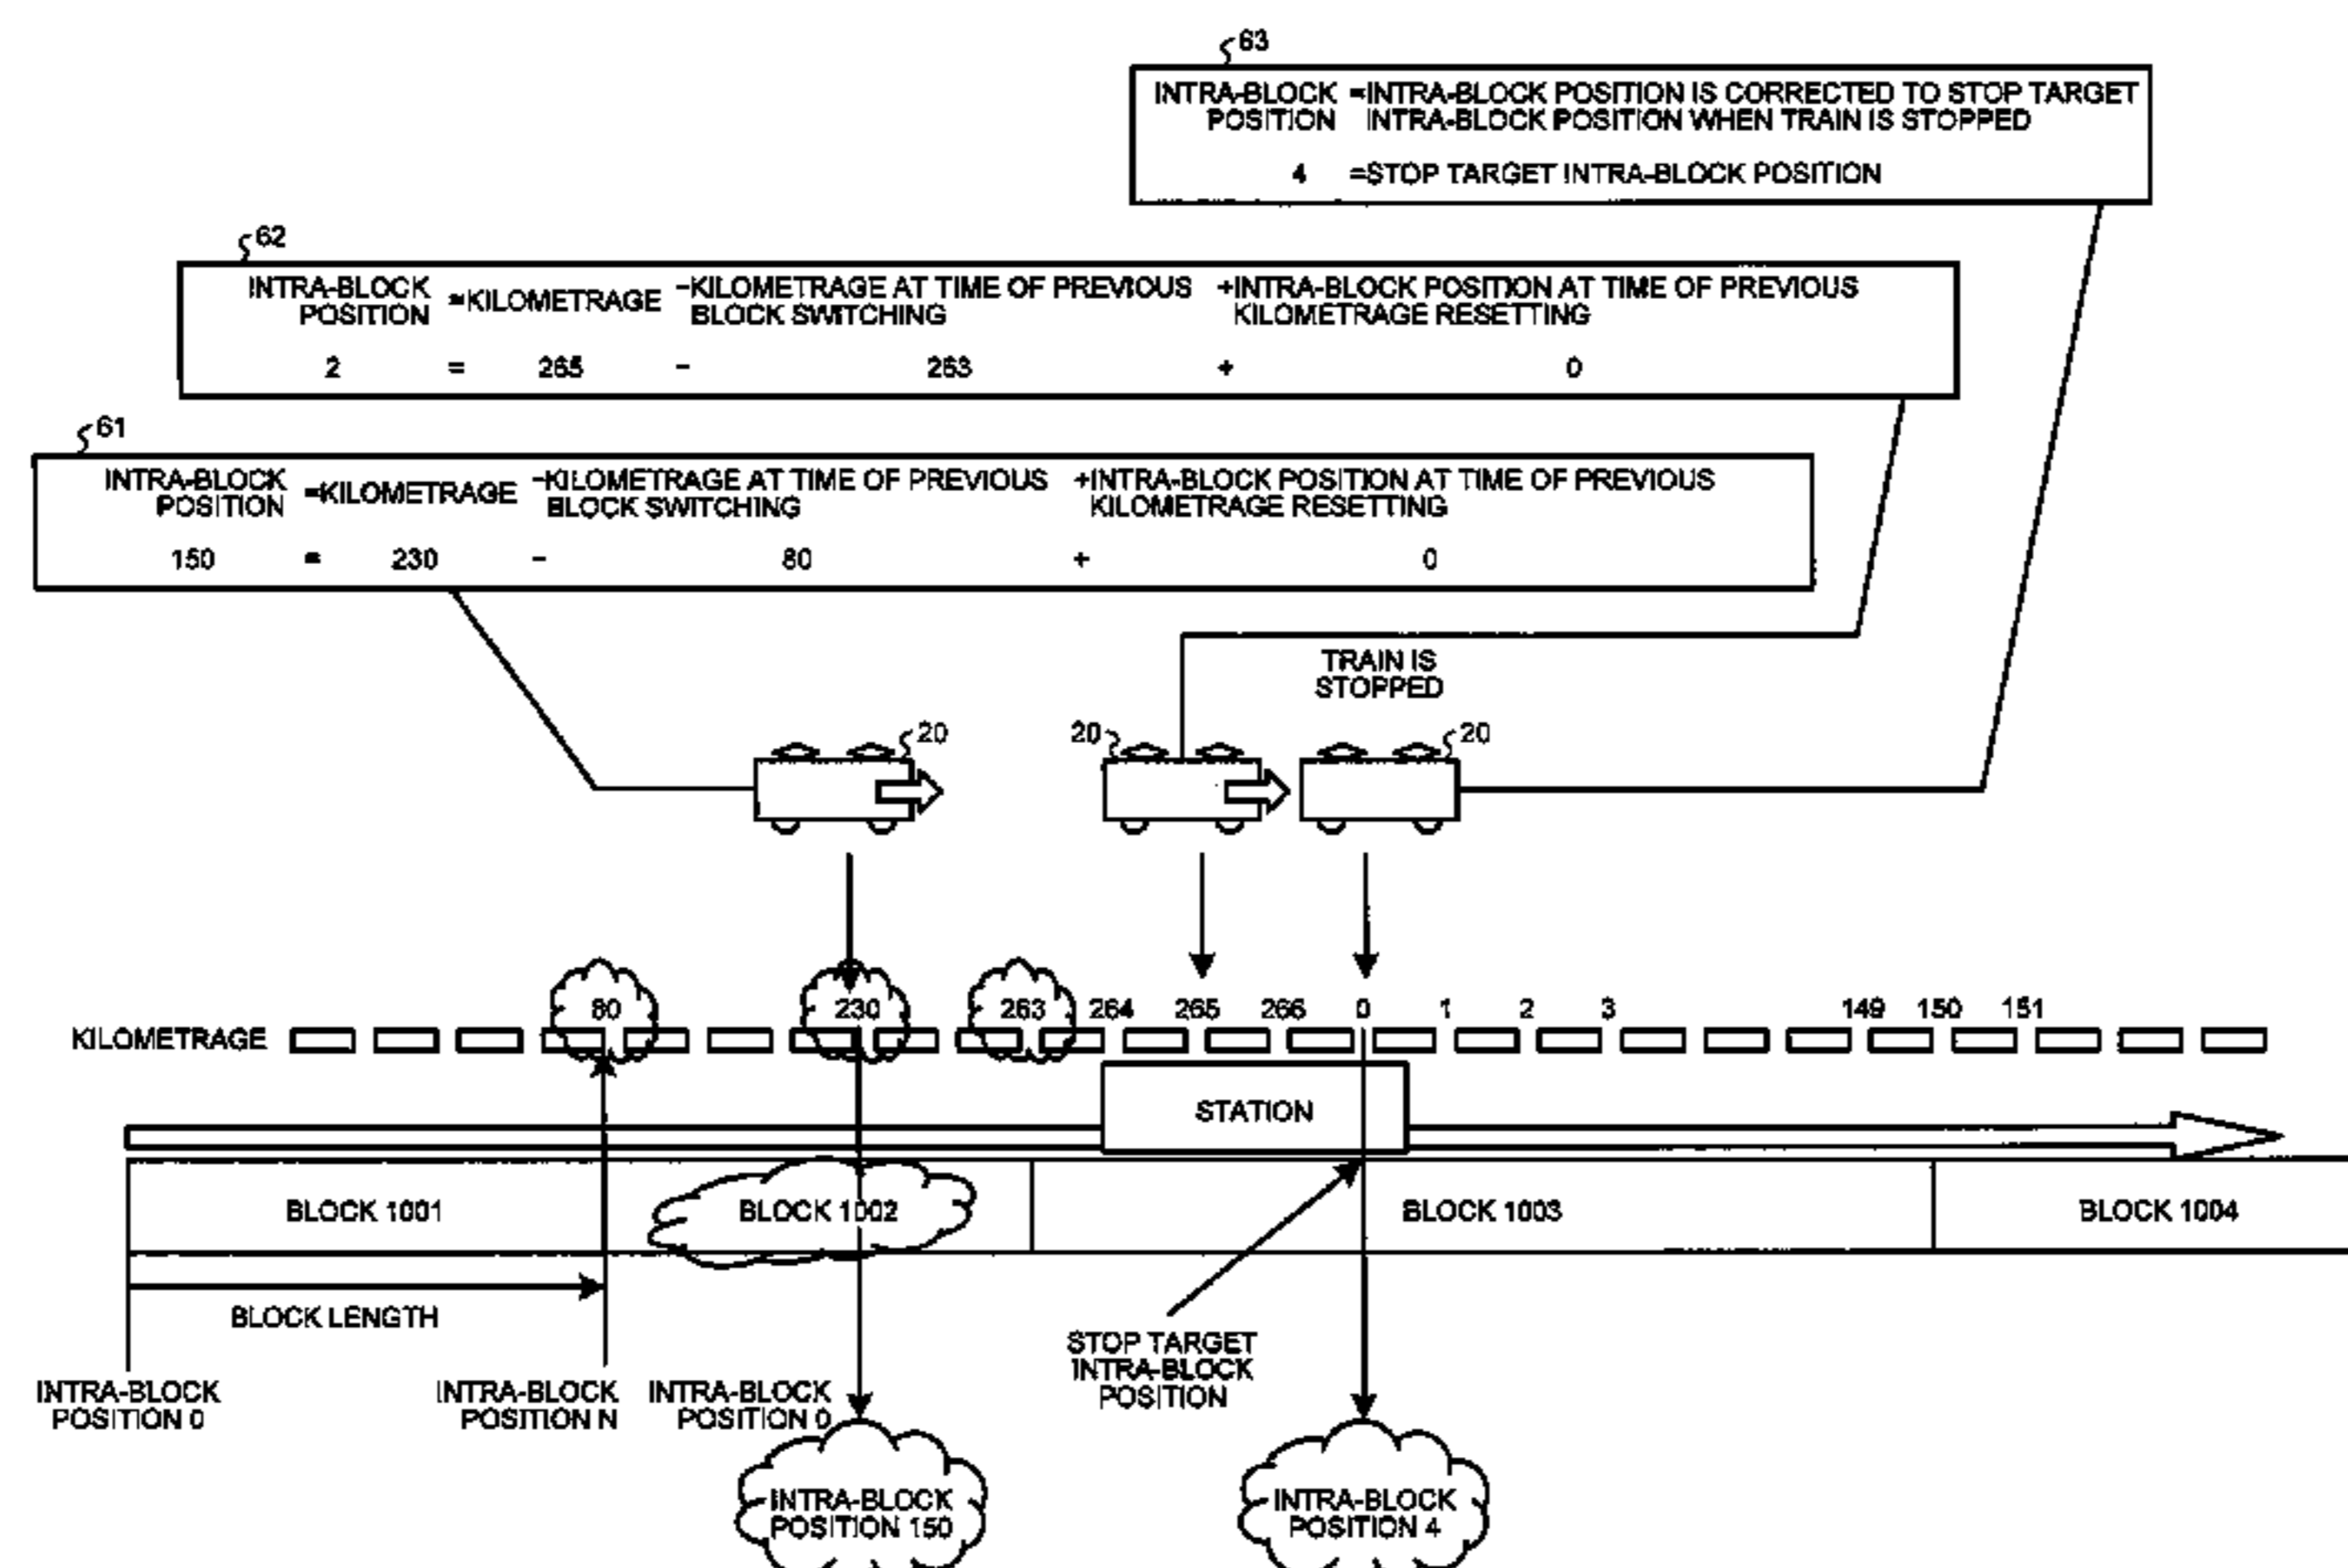 63
INTRA-BLOCK =INTRA-BLOCK POSITION IS CORRECTED TO STOP TARGET
POSITION INTRA-BLOCK POSITION WHEN TRAIN IS STOPPED
4 =STOP TARGET INTRA-BLOCK POSITION
62
INTRA-BLOCK POSITION =KILOMETRAGE −KILOMETRAGE AT TIME OF PREVIOUS BLOCK SWITCHING +INTRA-BLOCK POSITION AT TIME OF PREVIOUS KILOMETRAGE RESETTING
2 = 265 − 263 + 0
61
INTRA-BLOCK POSITION =KILOMETRAGE −KILOMETRAGE AT TIME OF PREVIOUS BLOCK SWITCHING +INTRA-BLOCK POSITION AT TIME OF PREVIOUS KILOMETRAGE RESETTING
150 = 230 − 80 + 0
TRAIN IS
STOPPED
20 20 20
80 230 263 264 265 266 0 1 2 3 149 150 151
KILOMETRAGE
STATION
BLOCK 1001 BLOCK 1002 BLOCK 1003 BLOCK 1004
BLOCK LENGTH
STOP TARGET
INTRA-BLOCK
POSITION
INTRA-BLOCK
POSITION 0
INTRA-BLOCK
POSITION N
INTRA-BLOCK
POSITION 0
INTRA-BLOCK
POSITION 150
INTRA-BLOCK
POSITION 4